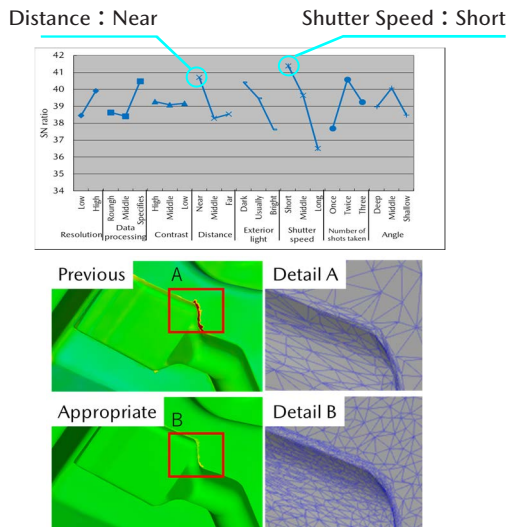 Distance：Near
Shutter Speed：Short
42
41
40
39
38
37
36
35
34
SN ratio
Low
High
Rourgh
Middle
Specifies
High
Middle
Low
Near
Middle
Far
Dark
Usually
Bright
Short
Middle
Long
Once
Twice
Three
Deep
Middle
Shallow
Resolution
Data
processing
Contrast
Distance
Exterior
light
Shutter
speed
Number of
shots taken
Angle
Previous
A
Detail A
Appropriate
B
Detail B